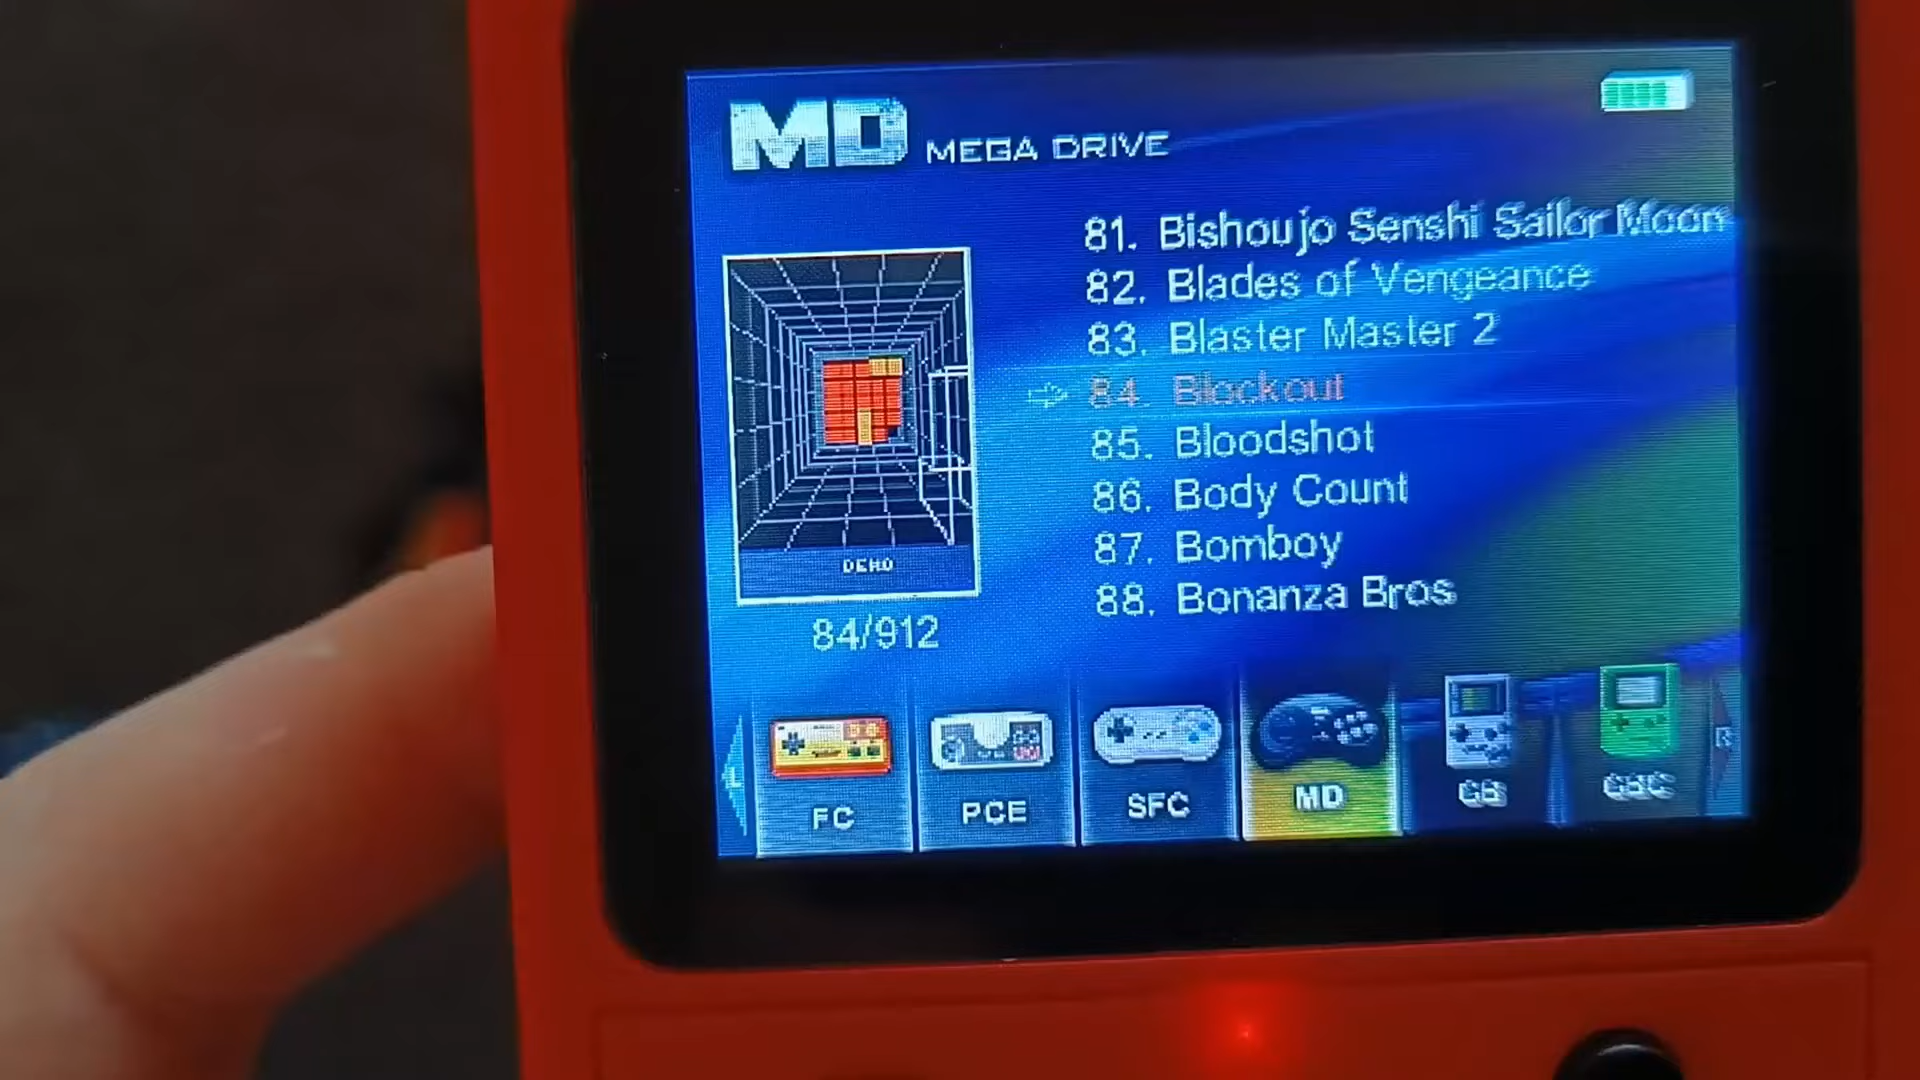 MD MEGA DRIVE
81. Bishoujo Senshi Sailor Moon
82. Blades of Vengeance
83. Blaster Master 2
84. Blockout
85. Bloodshot
86. Body Count
87. Bomboy
88. Bonanza Bros
DEMO
84/912
L
FC
PCE
SFC
MD
GB
GBC
R